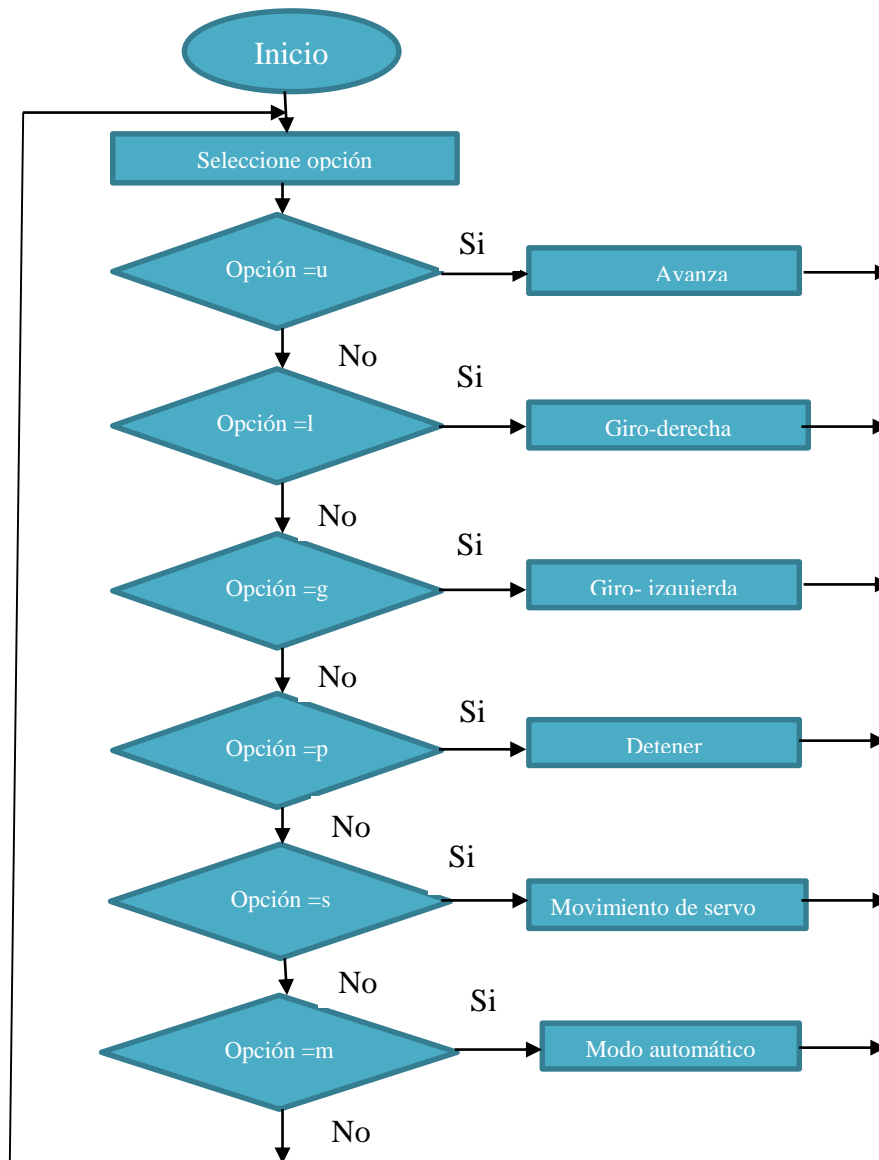 Inicio
Seleccione opción
Opción =u
Si
Avanza
No
Opción =l
Si
Giro-derecha
No
Opción =g
Si
Giro- izquierda
No
Opción =p
Si
Detener
No
Opción =s
Si
Movimiento de servo
No
Opción =m
Si
Modo automático
No